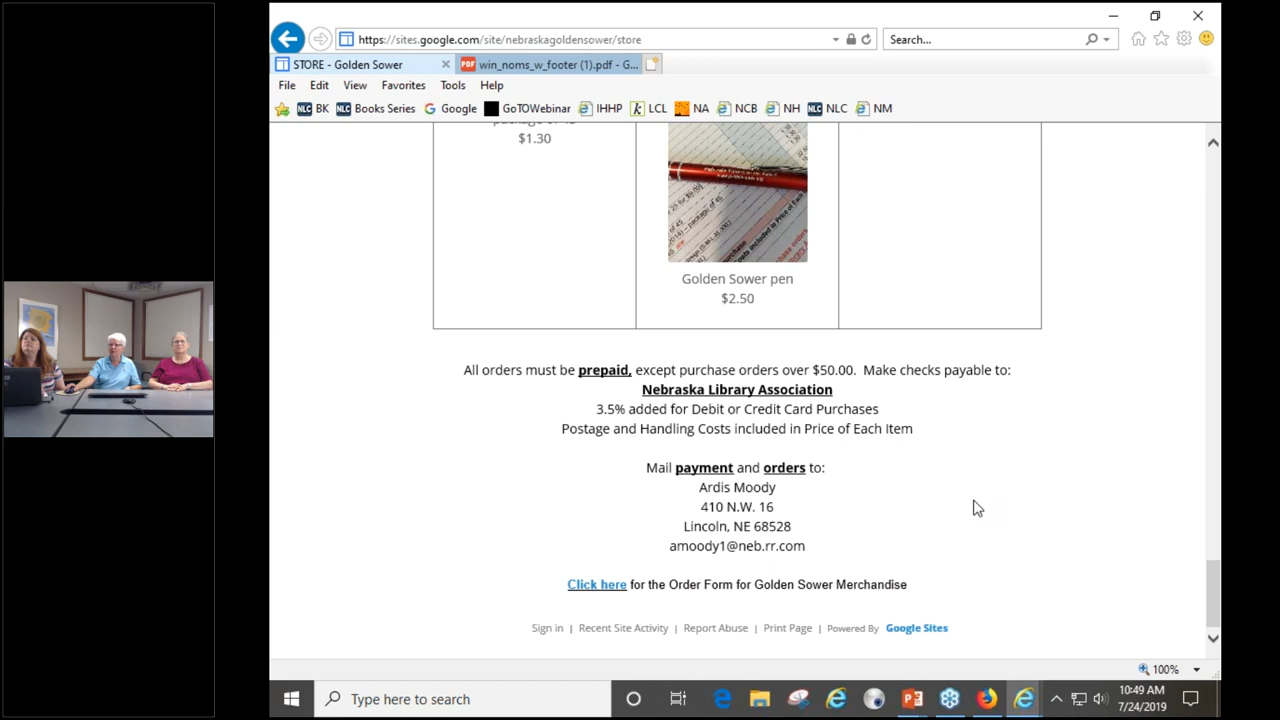 https://sites.google.com/site/nebraskagoldensower/store
Search...
STORE - Golden Sower
PDF win_noms_w_footer (1).pdf - G...
File Edit View Favorites Tools Help
NLC BK NLC Books Series G Google GoTOWebinar IHHP k LCL NA NCB NH NLC NLC NM
$1.30
Golden Sower pen
$2.50
All orders must be prepaid, except purchase orders over $50.00. Make checks payable to:
Nebraska Library Association
3.5% added for Debit or Credit Card Purchases
Postage and Handling Costs included in Price of Each Item
Mail payment and orders to:
Ardis Moody
410 N.W. 16
Lincoln, NE 68528
amoody1@neb.rr.com
Click here for the Order Form for Golden Sower Merchandise
Sign in | Recent Site Activity | Report Abuse | Print Page | Powered By Google Sites
100%
Type here to search
10:49 AM
7/24/2019